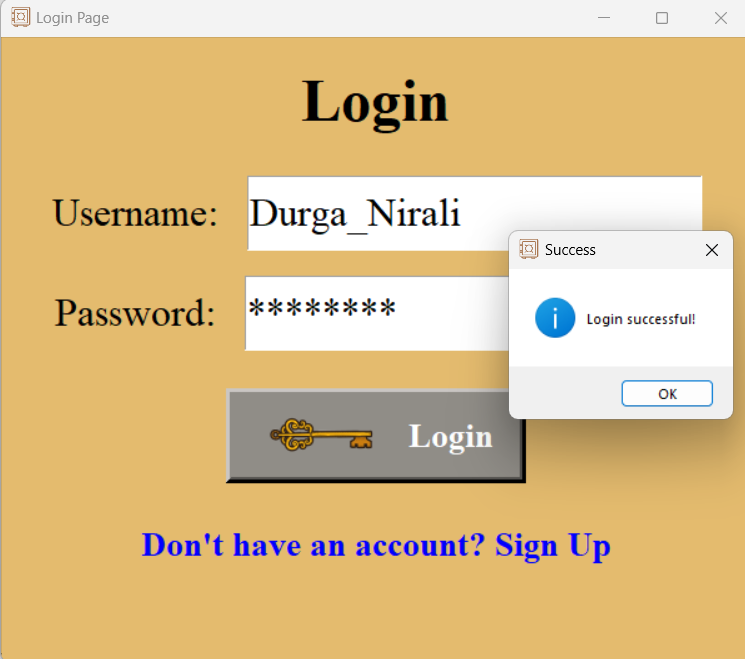 Login Page
Login
Username: Durga_Nirali
Password: ********
Success
Login successful!
OK
Login
Don't have an account? Sign Up